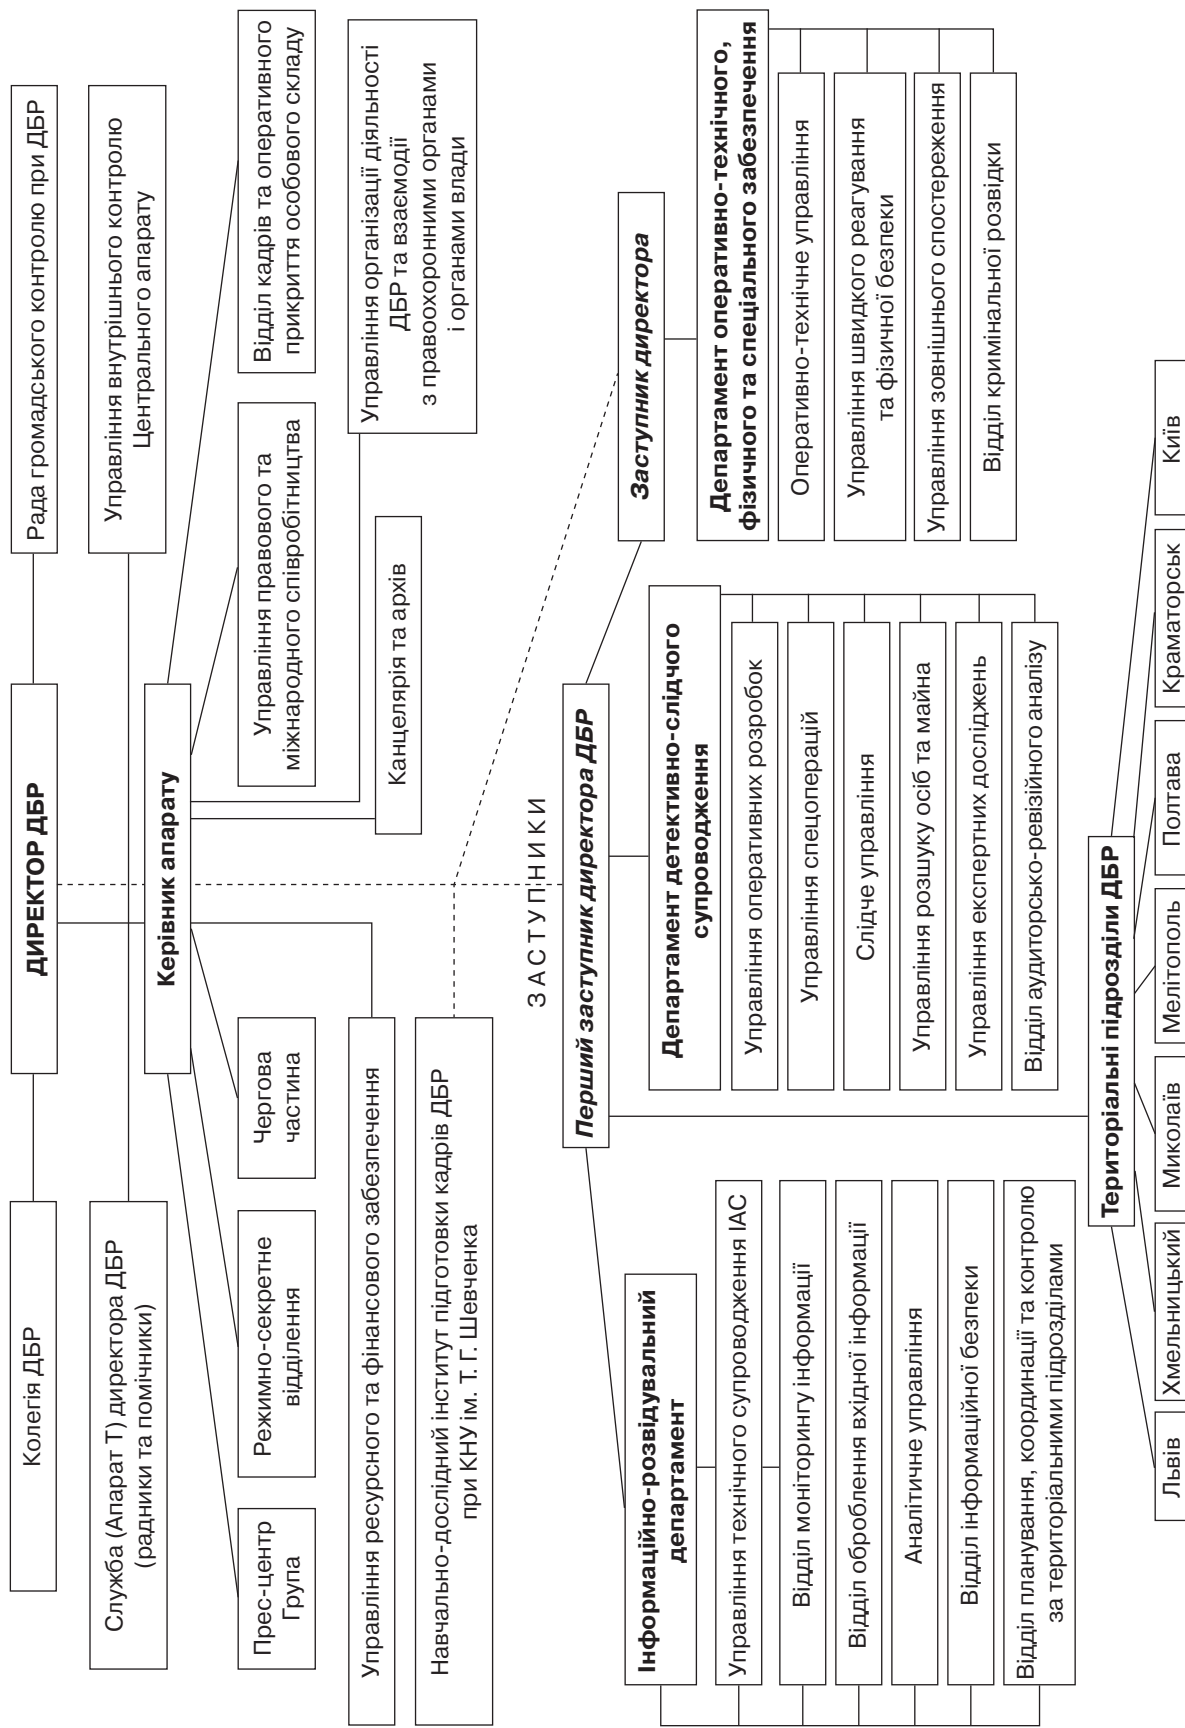 Колегія ДБР
ДИРЕКТОР ДБР
Рада громадського контролю при ДБР
Служба (Апарат Т) директора ДБР
(радники та помічники)
Управління внутрішнього контролю
Центрального апарату
Керівник апарату
Прес-центр
Група
Режимно-секретне
відділення
Чергова
частина
Управління правового та
міжнародного співробітництва
Відділ кадрів та оперативного
прикриття особового складу
Управління ресурсного та фінансового забезпечення
Управління організації діяльності
ДБР та взаємодії
з правоохоронними органами
і органами влади
Канцелярія та архів
Навчально-дослідний інститут підготовки кадрів ДБР
при КНУ ім. Т. Г. Шевченка
ЗАСТУПНИКИ
Перший заступник директора ДБР
Заступник директора
Інформаційно-розвідувальний
департамент
Управління технічного супроводження ІАС
Відділ моніторингу інформації
Відділ оброблення вхідної інформації
Аналітичне управління
Відділ інформаційної безпеки
Відділ планування, координації та контролю
за територіальними підрозділами
Департамент детективно-слідчого
супроводження
Управління оперативних розробок
Управління спецоперацій
Слідче управління
Управління розшуку осіб та майна
Управління експертних досліджень
Відділ аудиторсько-ревізійного аналізу
Департамент оперативно-технічного,
фізичного та спеціального забезпечення
Оперативно-технічне управління
Управління швидкого реагування
та фізичної безпеки
Управління зовнішнього спостереження
Відділ кримінальної розвідки
Територіальні підрозділи ДБР
Львів
Хмельницький
Миколаїв
Мелітополь
Полтава
Краматорськ
Київ